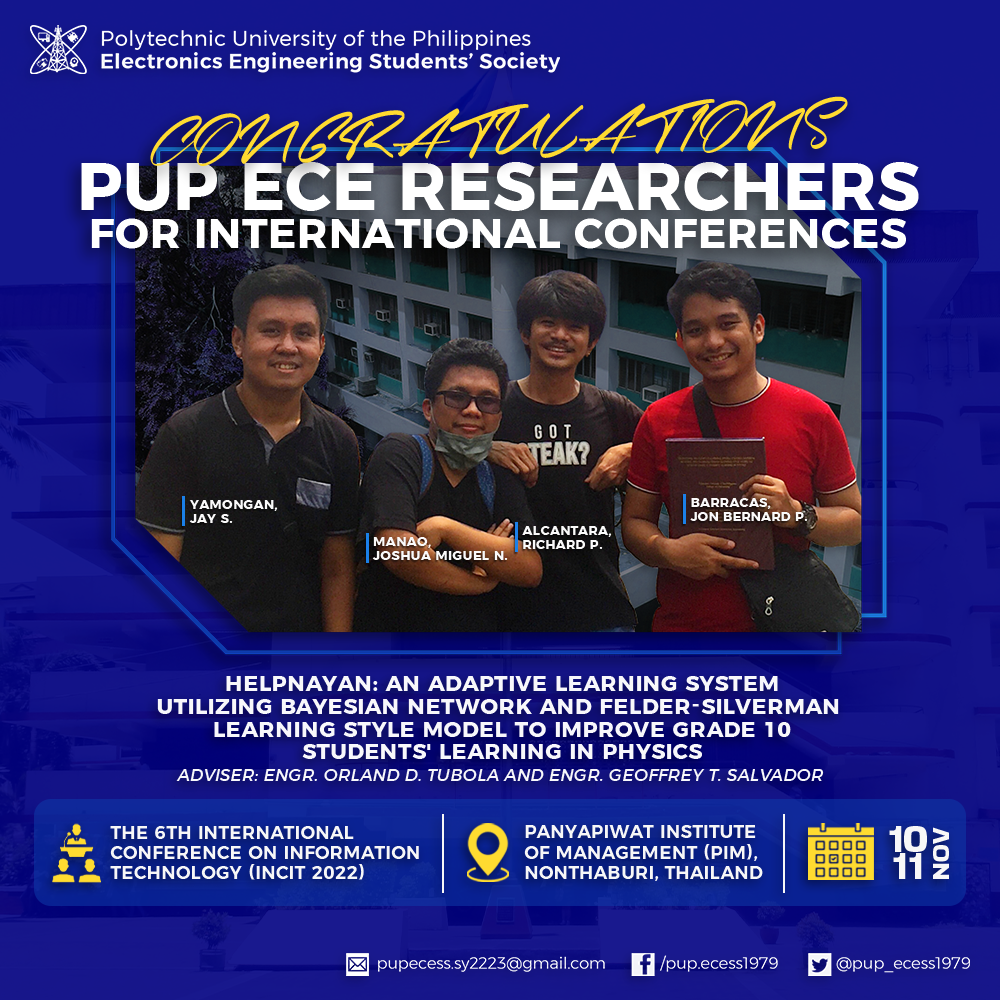 Polytechnic University of the Philippines
Electronics Engineering Students' Society
CONGRATULATIONS
PUP ECE RESEARCHERS
FOR INTERNATIONAL CONFERENCES
GOT
TEAK?
YAMONGAN,
JAY S.
MANAO,
JOSHUA MIGUEL N.
ALCANTARA,
RICHARD P.
BARRACAS,
JON BERNARD P.
HELPNAYAN: AN ADAPTIVE LEARNING SYSTEM
UTILIZING BAYESIAN NETWORK AND FELDER-SILVERMAN
LEARNING STYLE MODEL TO IMPROVE GRADE 10
STUDENTS' LEARNING IN PHYSICS
ADVISER: ENGR. ORLAND D. TUBOLA AND ENGR. GEOFFREY T. SALVADOR
THE 6TH INTERNATIONAL
CONFERENCE ON INFORMATION
TECHNOLOGY (INCIT 2022)
PANYAPIWAT INSTITUTE
OF MANAGEMENT (PIM),
NONTHABURI, THAILAND
10
11
NOV
pupecess.sy2223@gmail.com
/pup.ecess1979
@pup_ecess1979